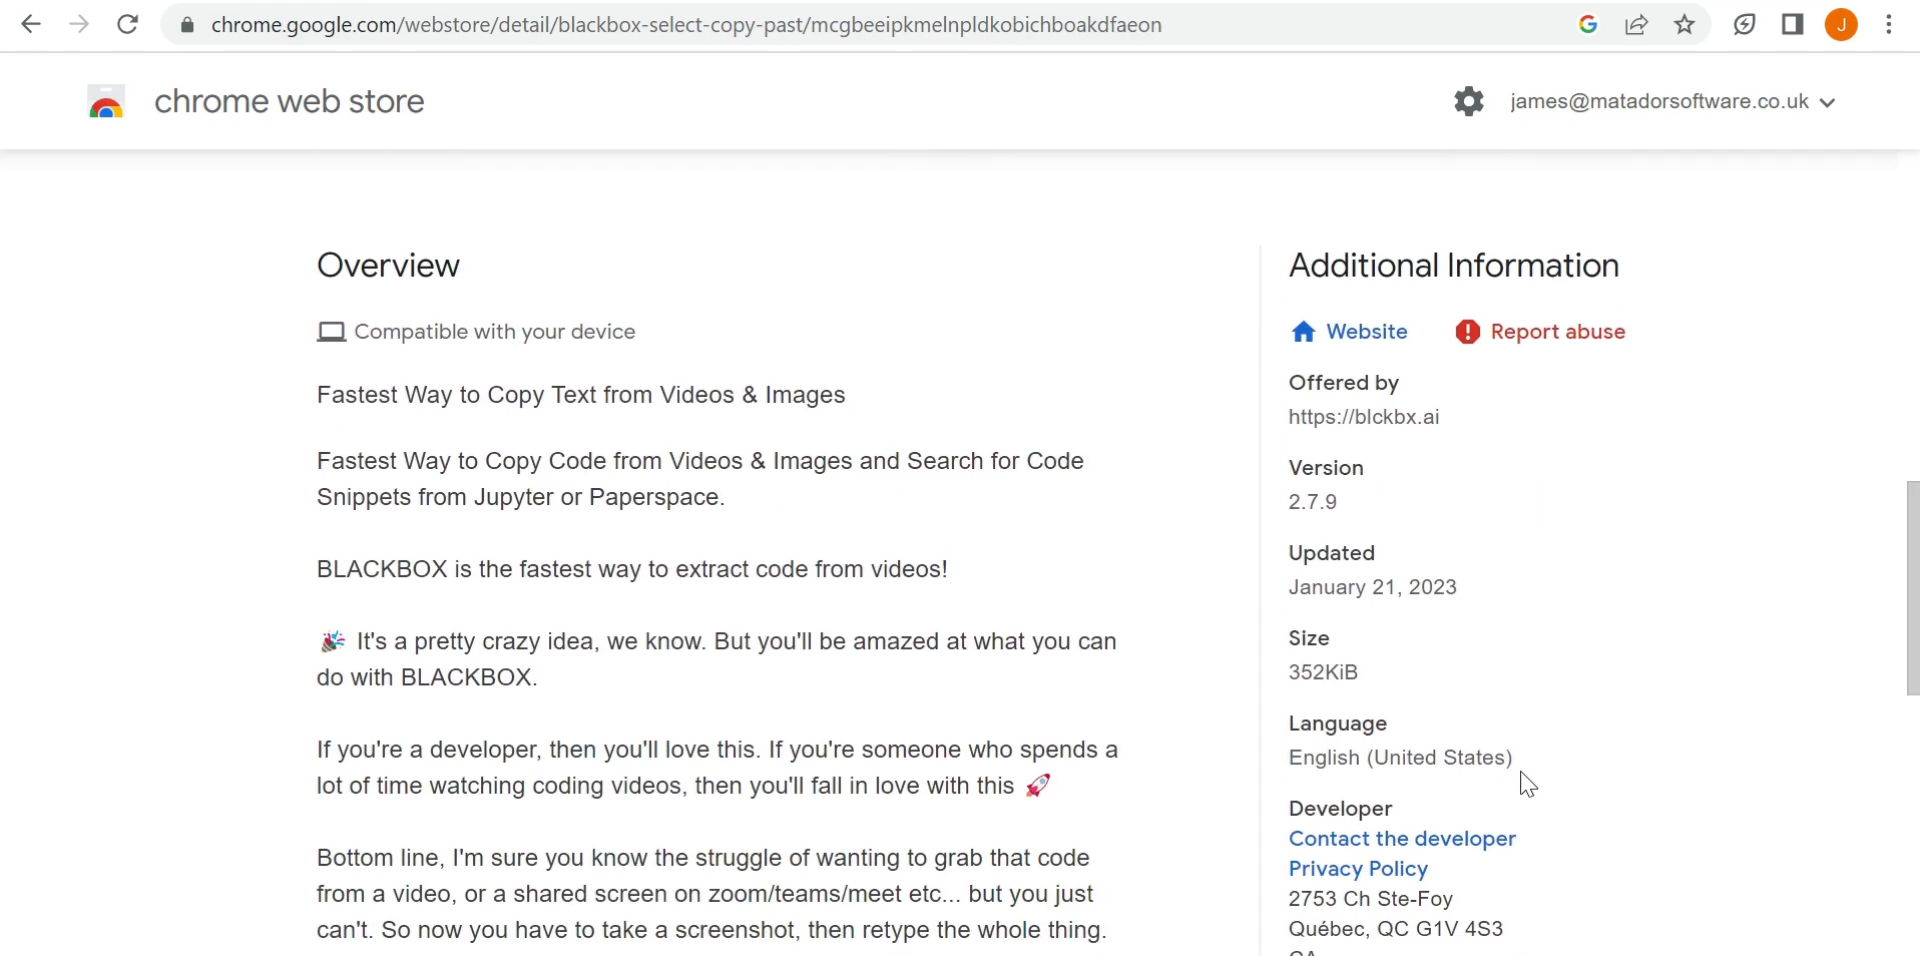 chrome.google.com/webstore/detail/blackbox-select-copy-past/mcgbeeipkmelnpldkobichboakdfaeon
J
chrome web store
james@matadorsoftware.co.uk
Overview
Compatible with your device
Fastest Way to Copy Text from Videos & Images
Fastest Way to Copy Code from Videos & Images and Search for Code
Snippets from Jupyter or Paperspace.
BLACKBOX is the fastest way to extract code from videos!
🎉 It's a pretty crazy idea, we know. But you'll be amazed at what you can
do with BLACKBOX.
If you're a developer, then you'll love this. If you're someone who spends a
lot of time watching coding videos, then you'll fall in love with this 🚀
Bottom line, I'm sure you know the struggle of wanting to grab that code
from a video, or a shared screen on zoom/teams/meet etc... but you just
can't. So now you have to take a screenshot, then retype the whole thing.
Additional Information
Website
Report abuse
Offered by
https://blckbx.ai
Version
2.7.9
Updated
January 21, 2023
Size
352KiB
Language
English (United States)
Developer
Contact the developer
Privacy Policy
2753 Ch Ste-Foy
Québec, QC G1V 4S3